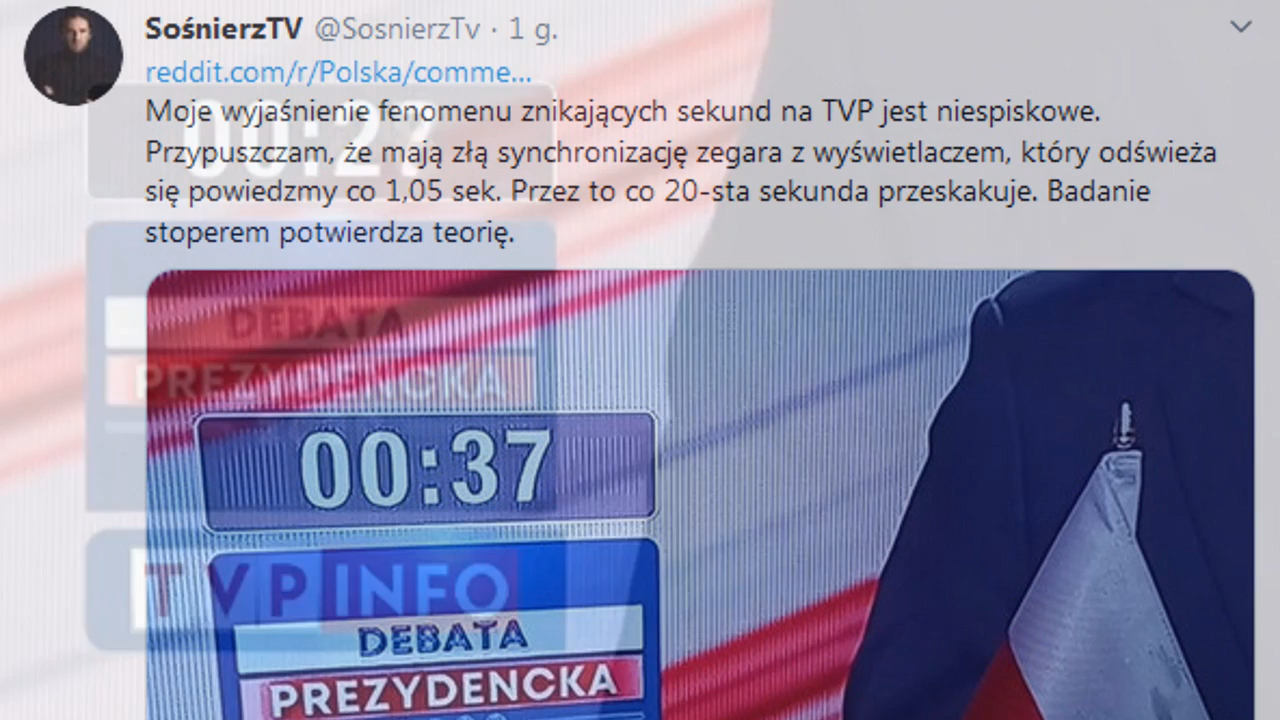 SośnierzTV @SosnierzTv · 1 g.
reddit.com/r/Polska/comme...
Moje wyjaśnienie fenomenu znikających sekund na TVP jest niespiskowe.
Przypuszczam, że mają złą synchronizację zegara z wyświetlaczem, który odświeża
się powiedzmy co 1,05 sek. Przez to co 20-sta sekunda przeskakuje. Badanie
stoperem potwierdza teorię.
00:27
DEBATA
PREZYDENCKA
00:37
TVP INFO
DEBATA
PREZYDENCKA